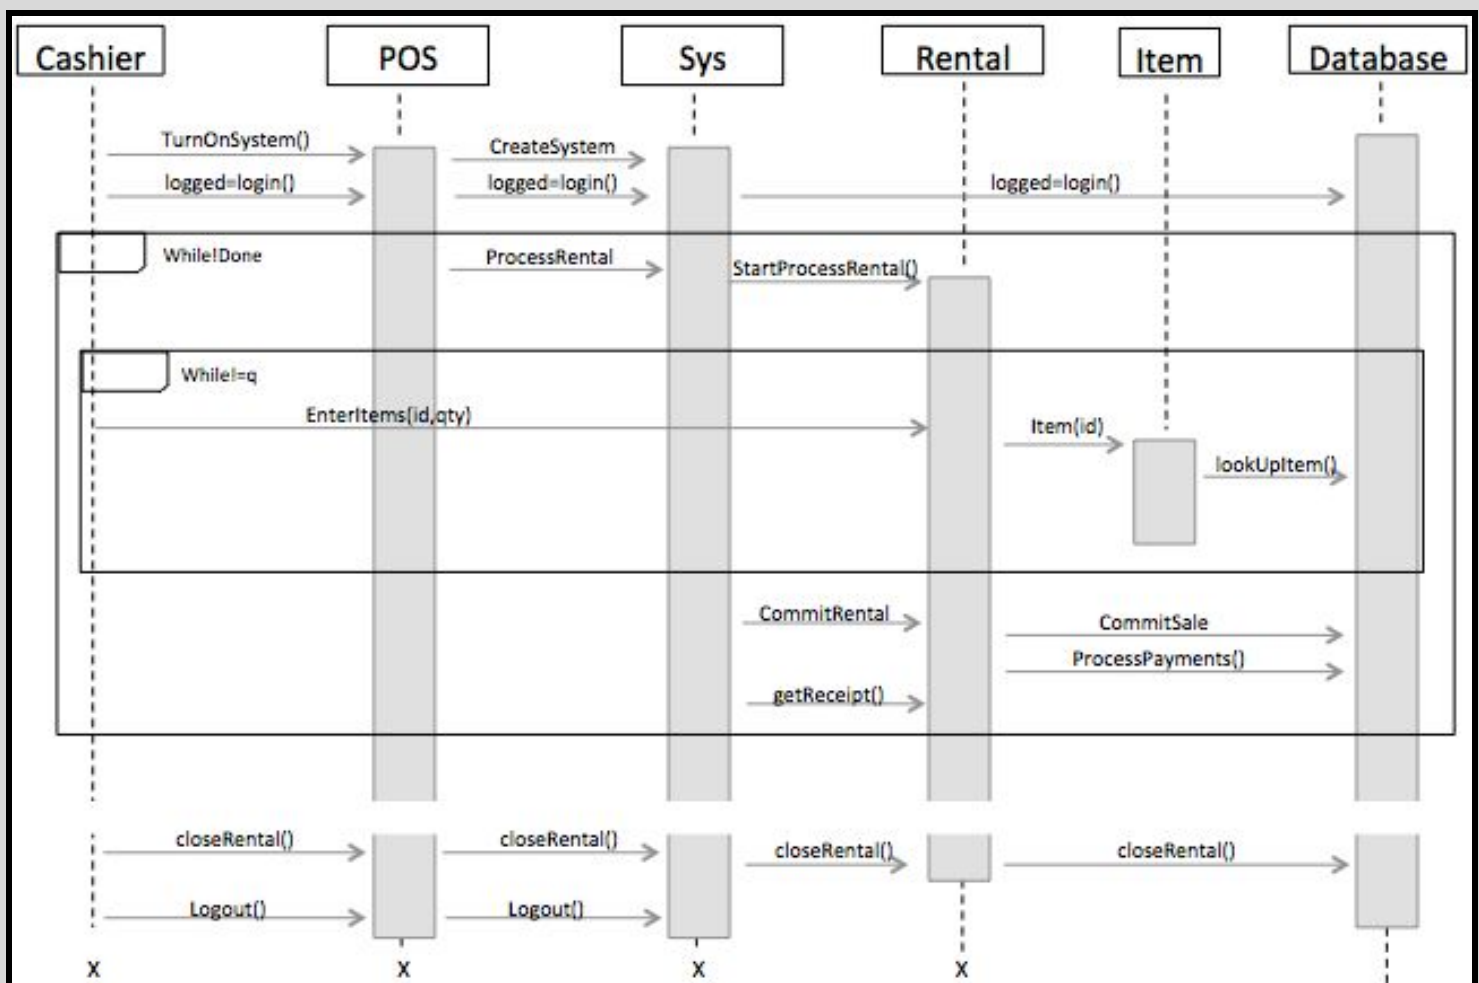 Cashier POS Sys Rental Item Database
TurnOnSystem() CreateSystem
logged=login() logged=login() logged=login()
While!Done ProcessRental StartProcessRental()
While!=q
EnterItems(id,qty) Item(id)
lookUpItem()
CommitRental CommitSale
ProcessPayments()
getReceipt()
closeRental() closeRental() closeRental() closeRental()
Logout() Logout()
X X X X